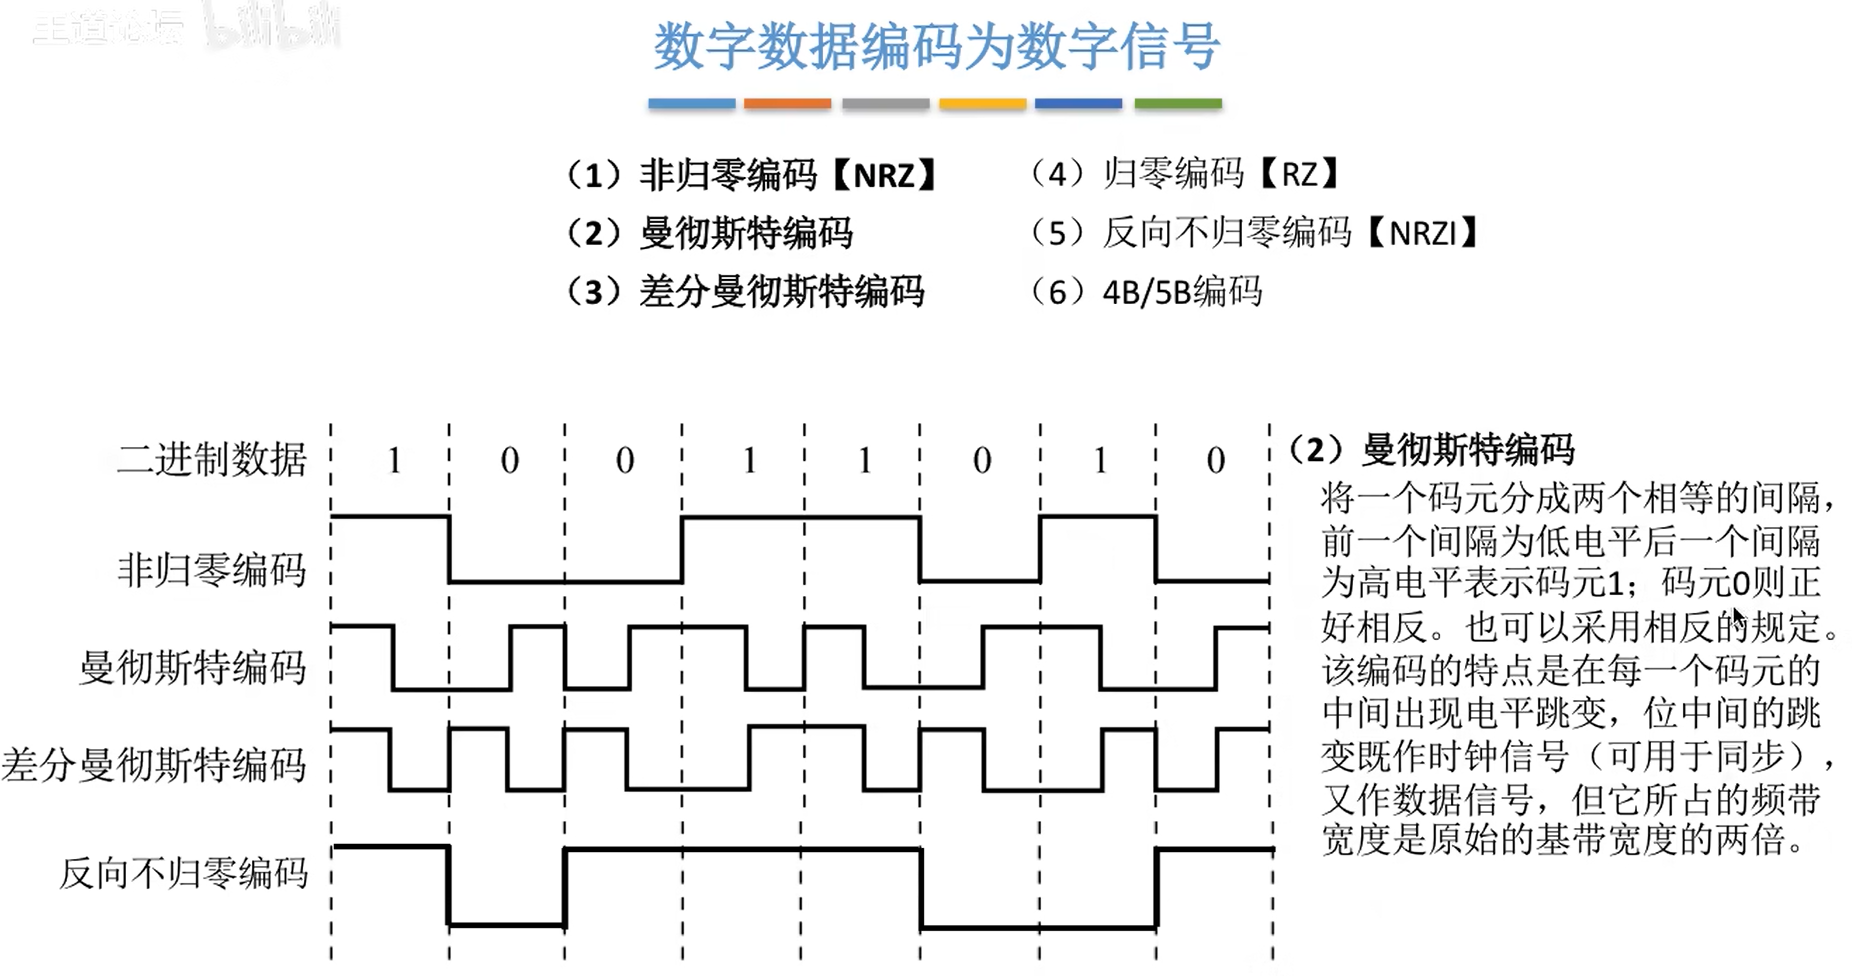 王道论坛 bilibili
数字数据编码为数字信号
（1）非归零编码【NRZ】
（2）曼彻斯特编码
（3）差分曼彻斯特编码
（4）归零编码【RZ】
（5）反向不归零编码【NRZI】
（6）4B/5B编码
二进制数据 1 0 0 1 1 0 1 0
非归零编码
曼彻斯特编码
差分曼彻斯特编码
反向不归零编码
（2）曼彻斯特编码
将一个码元分成两个相等的间隔，
前一个间隔为低电平后一个间隔
为高电平表示码元1；码元0则正
好相反。也可以采用相反的规定。
该编码的特点是在每一个码元的
中间出现电平跳变，位中间的跳
变既作时钟信号（可用于同步），
又作数据信号，但它所占的频带
宽度是原始的基带宽度的两倍。